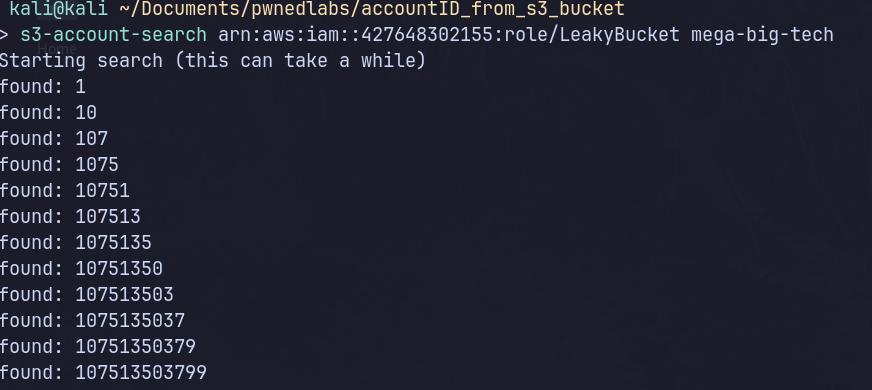 kali@kali ~/Documents/pwnedlabs/accountID_from_s3_bucket
> s3-account-search arn:aws:iam::427648302155:role/LeakyBucket mega-big-tech
Home
Starting search (this can take a while)
found: 1
found: 10
found: 107
found: 1075
found: 10751
found: 107513
found: 1075135
found: 10751350
found: 107513503
found: 1075135037
found: 10751350379
found: 107513503799